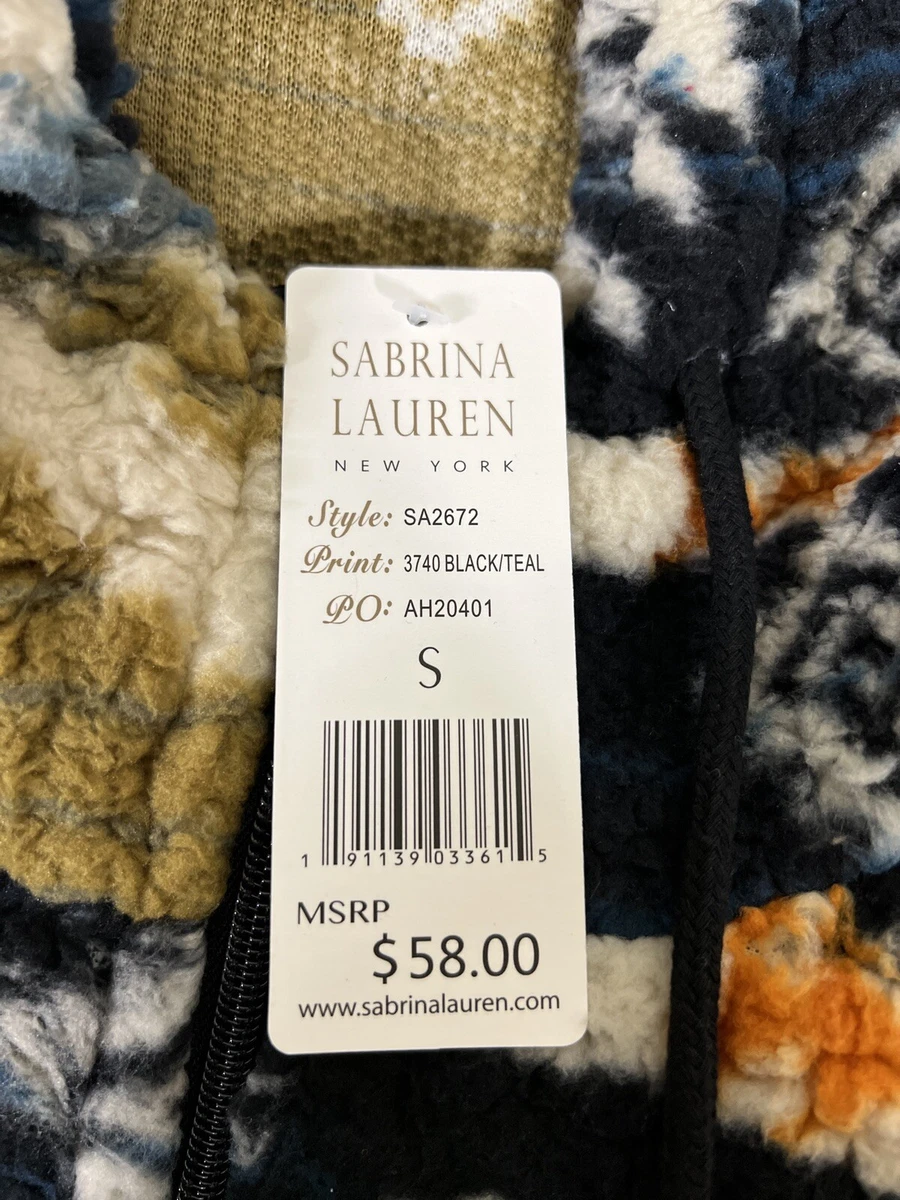 SABRINA
LAUREN
NEW YORK
Style: SA2672
Print: 3740 BLACK/TEAL
PO: AH20401
S
1 91139 03361 5
MSRP
$58.00
www.sabrinalauren.com